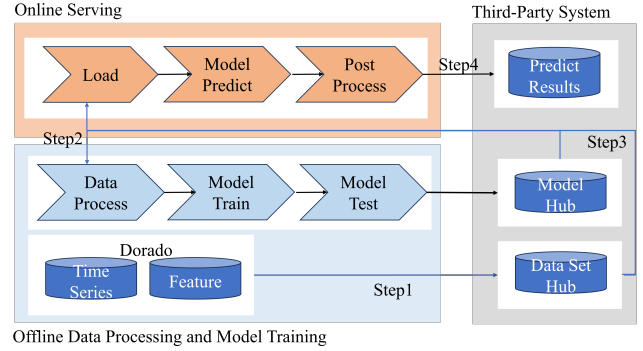 Online Serving
Third-Party System
Load
Model
Predict
Post
Process
Step4
Predict
Results
Step2
Step3
Data
Process
Model
Train
Model
Test
Model
Hub
Dorado
Time
Series
Feature
Step1
Data Set
Hub
Offline Data Processing and Model Training